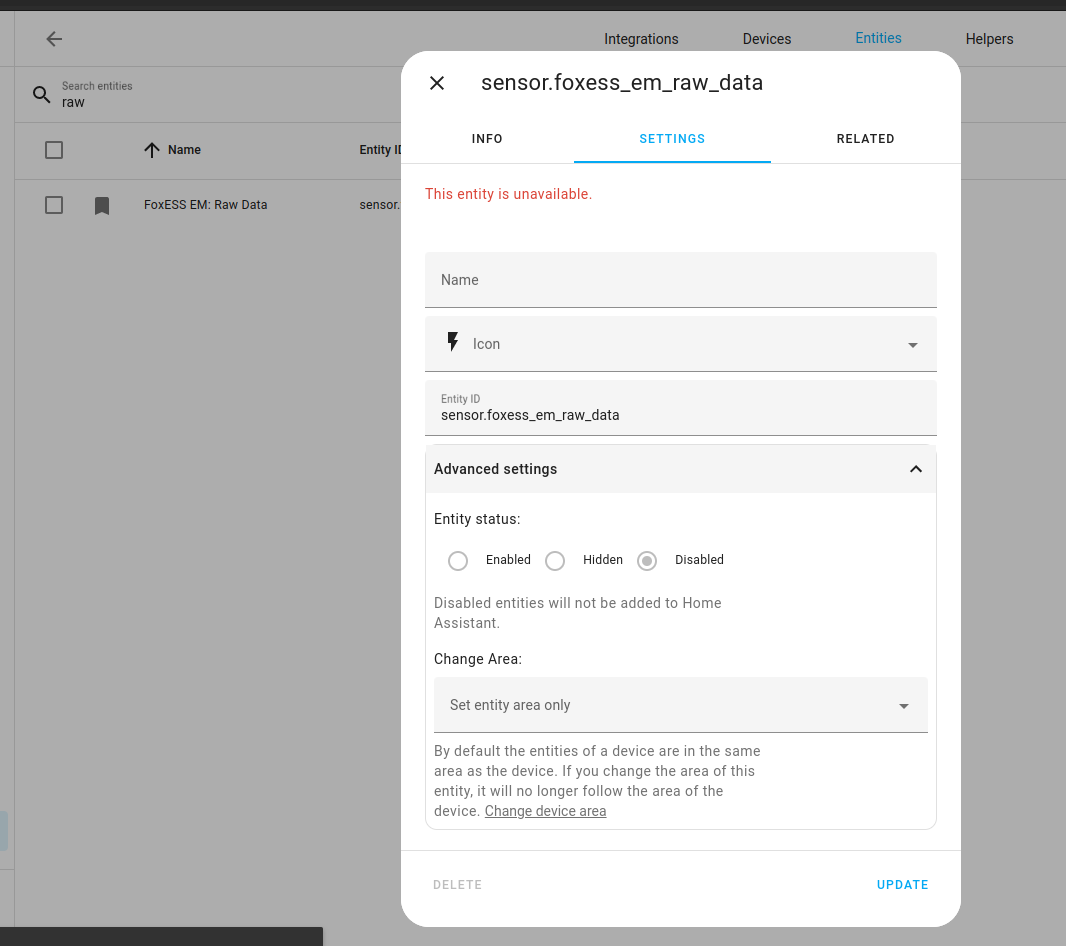 Integrations
Devices
Entities
Helpers
Search entities
raw
Name
Entity ID
FoxESS EM: Raw Data
sensor.
sensor.foxess_em_raw_data
INFO
SETTINGS
RELATED
This entity is unavailable.
Name
Icon
Entity ID
sensor.foxess_em_raw_data
Advanced settings
Entity status:
Enabled
Hidden
Disabled
Disabled entities will not be added to Home
Assistant.
Change Area:
Set entity area only
By default the entities of a device are in the same
area as the device. If you change the area of this
entity, it will no longer follow the area of the
device. Change device area
DELETE
UPDATE